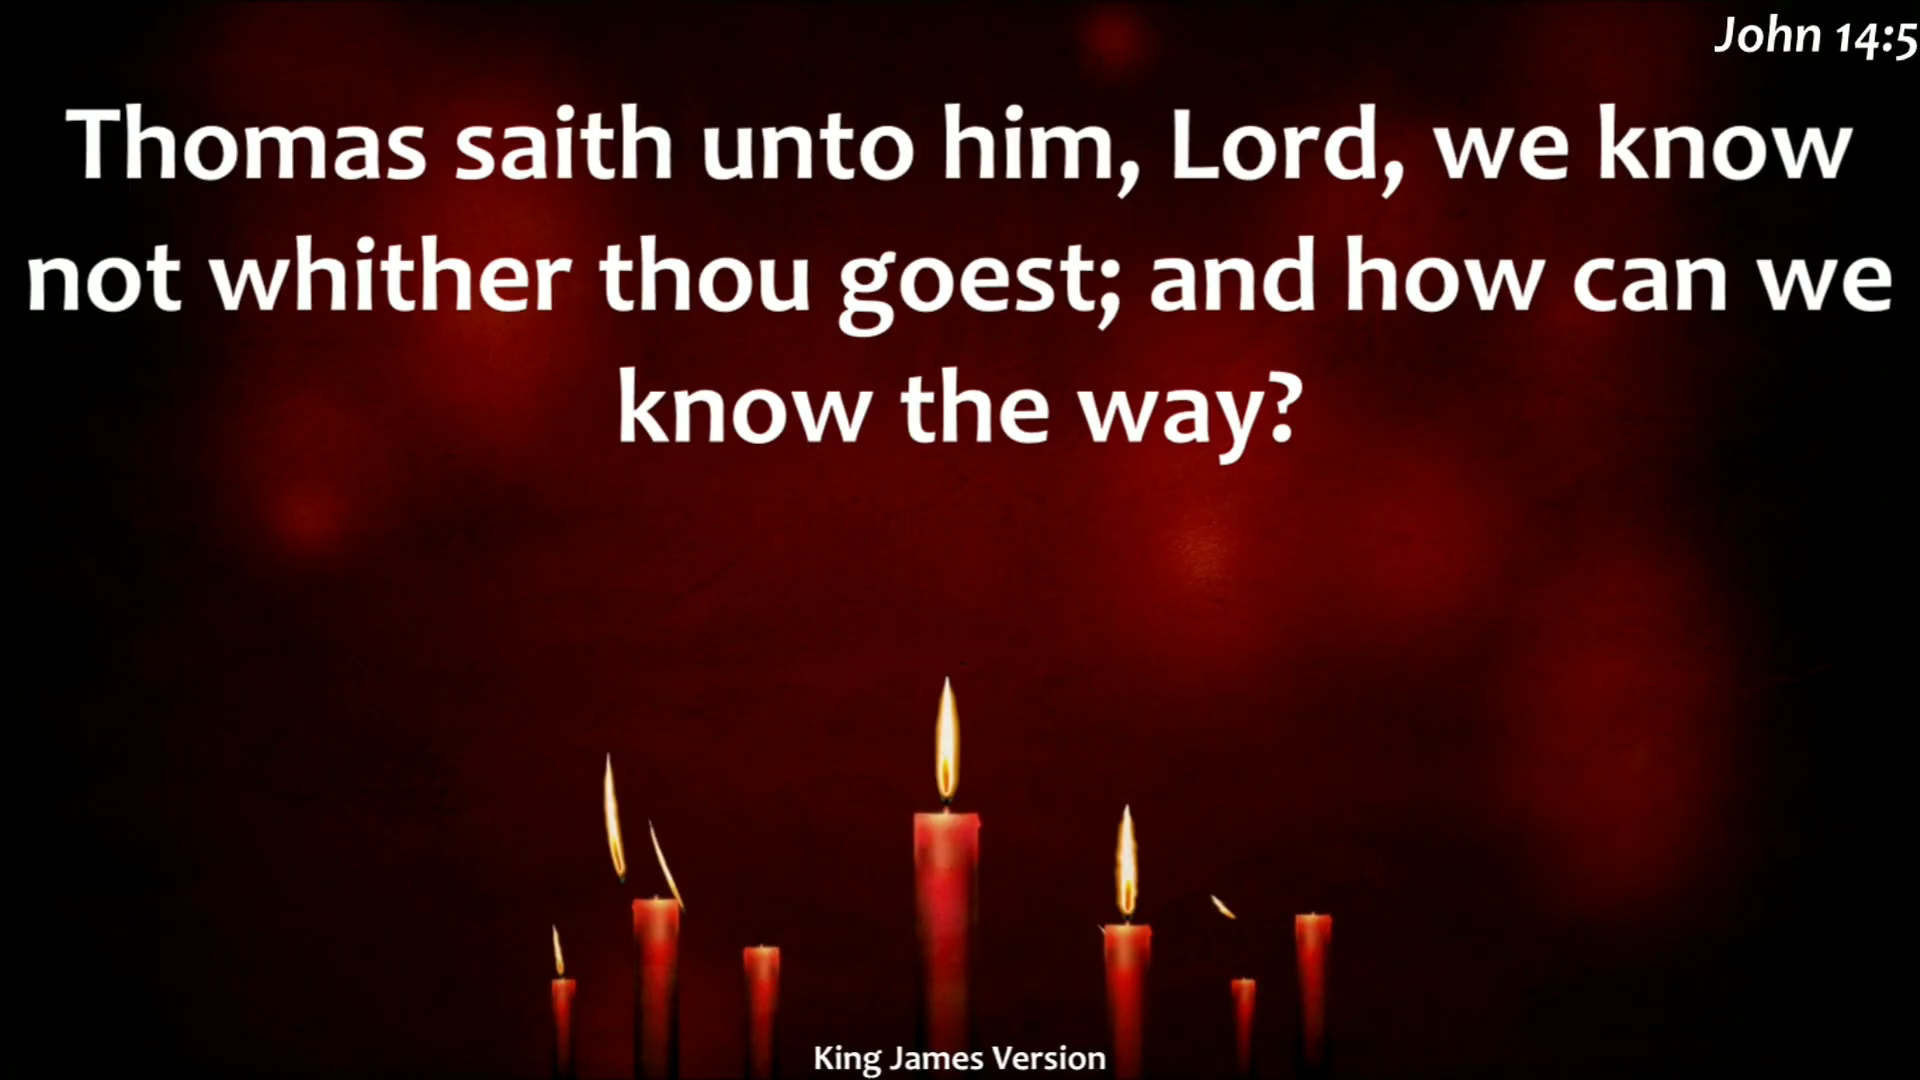 John 14:5
Thomas saith unto him, Lord, we know
not whither thou goest; and how can we
know the way?
King James Version